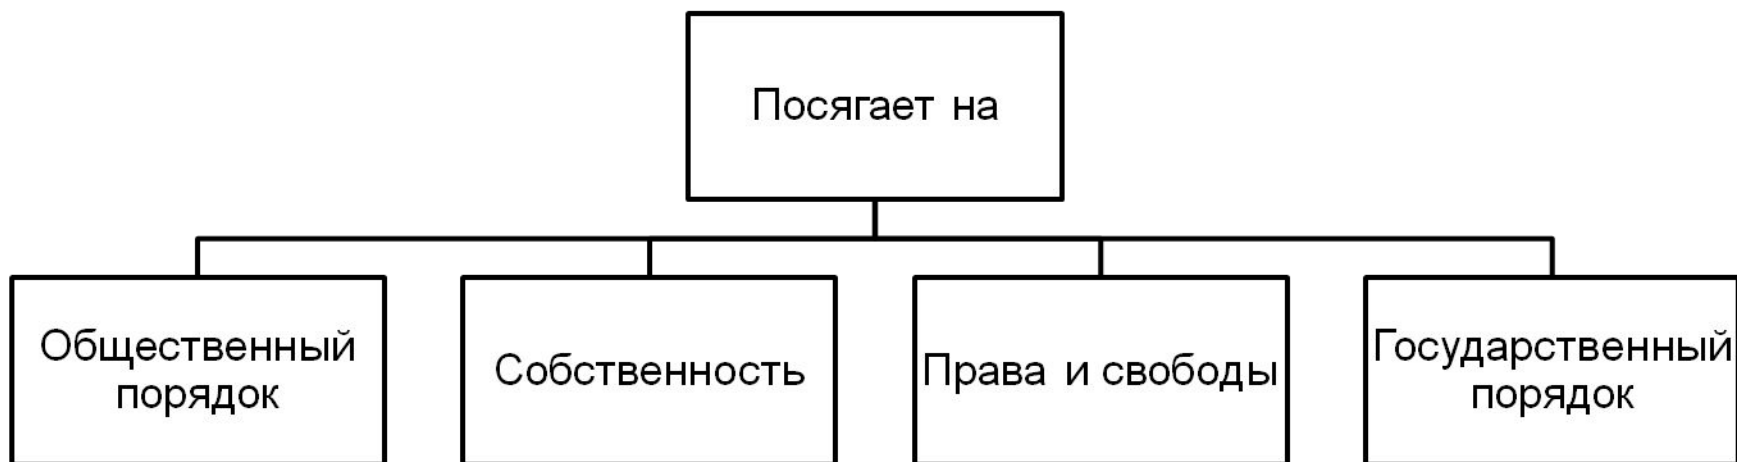 Посягает на
Общественный
порядок
Собственность
Права и свободы
Государственный
порядок